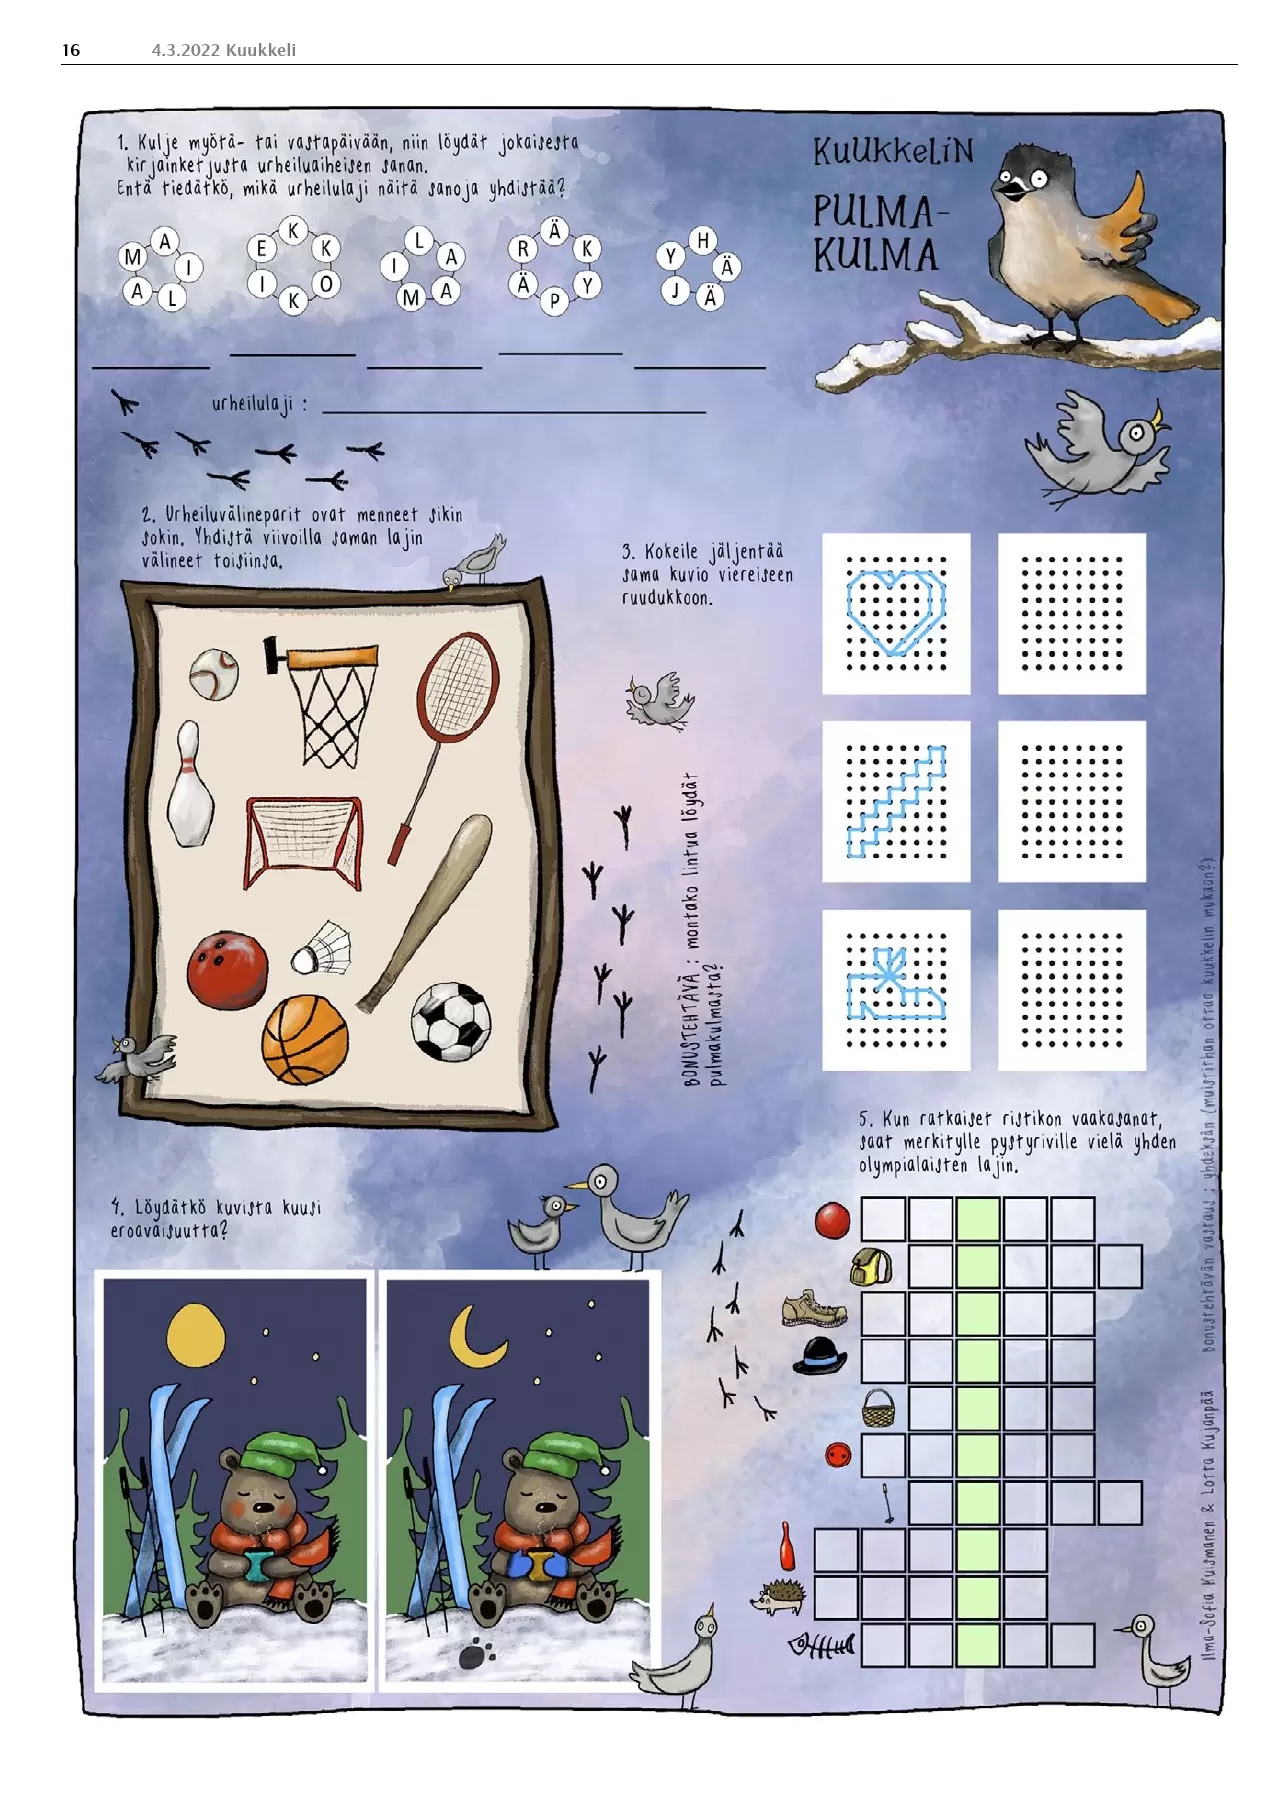 16
4.3.2022 Kuukkeli
1. Kulje myötä- tai vastapäivään, niin löydät jokaisesta
kirjainketjusta urheiluaiheisen sanan.
Entä tiedätkö, mikä urheilulaji näitä sanoja yhdistää?
KUUKKELIN
PULMA-
KULMA
M A I L A
E K K O K I
I L A A M
R Ä K Y P Ä
Y H Ä Ä J
urheilulaji :
2. Urheiluvälineparit ovat menneet sikin
sokin. Yhdistä viivoilla saman lajin
välineet toisiinsa.
3. Kokeile jäljentää
sama kuvio viereiseen
ruudukkoon.
BONUSTEHTÄVÄ : montako lintua löydät
pulmakulmasta?
4. Löydätkö kuvista kuusi
eroavaisuutta?
5. Kun ratkaiset ristikon vaakasanat,
saat merkitylle pystyriville vielä yhden
olympialaisten lajin.
Ilma-Sofia Kuismanen & Lotta Kujanpää
Bonustehtävän vastaus : yhdeksän (muistithan ottaa kuukkelin mukaan?)